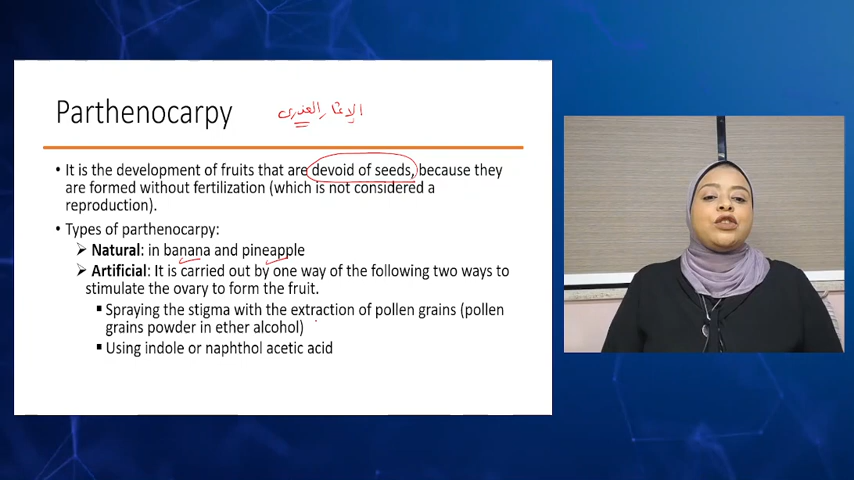 Parthenocarpy
الإثمار العذرى
• It is the development of fruits that are devoid of seeds, because they
are formed without fertilization (which is not considered a
reproduction).
• Types of parthenocarpy:
➢ Natural: in banana and pineapple
➢ Artificial: It is carried out by one way of the following two ways to
stimulate the ovary to form the fruit.
▪ Spraying the stigma with the extraction of pollen grains (pollen
grains powder in ether alcohol)
▪ Using indole or naphthol acetic acid